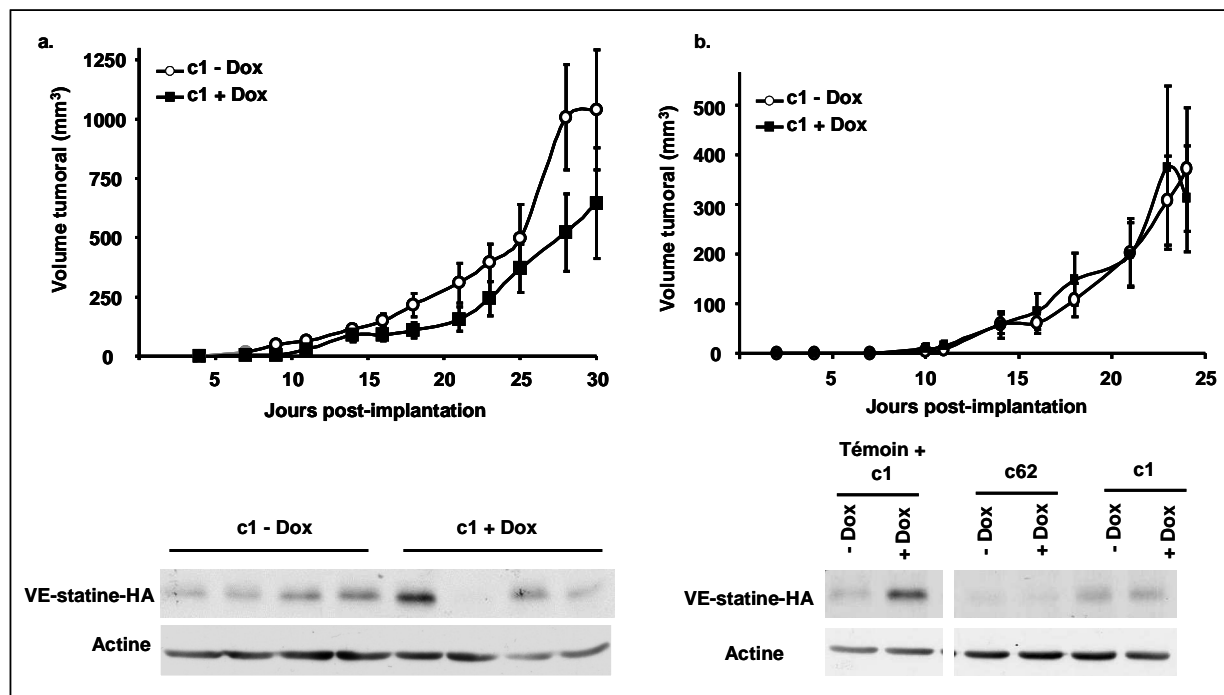 a.
1250
1000
750
500
250
0
Volume tumoral (mm³)
c1 - Dox
c1 + Dox
5 10 15 20 25 30
Jours post-implantation
c1 - Dox c1 + Dox
VE-statine-HA
Actine
b.
500
400
300
200
100
0
Volume tumoral (mm³)
c1 - Dox
c1 + Dox
5 10 15 20 25
Jours post-implantation
Témoin +
c1 c62 c1
- Dox + Dox - Dox + Dox - Dox + Dox
VE-statine-HA
Actine